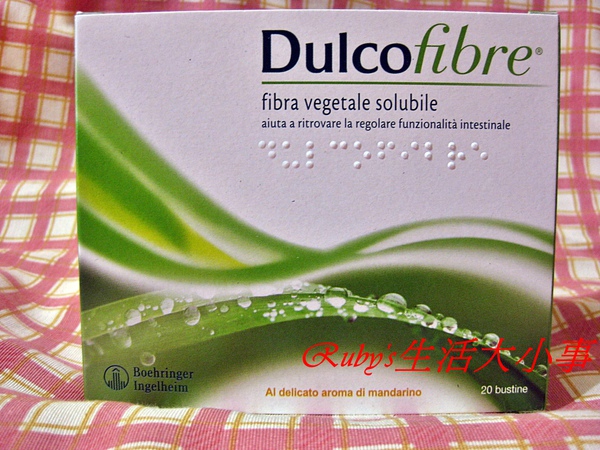 Dulcofibre®
fibra vegetale solubile
aiuta a ritrovare la regolare funzionalità intestinale
Ruby's生活大小事
Boehringer
Ingelheim
Al delicato aroma di mandarino
20 bustine